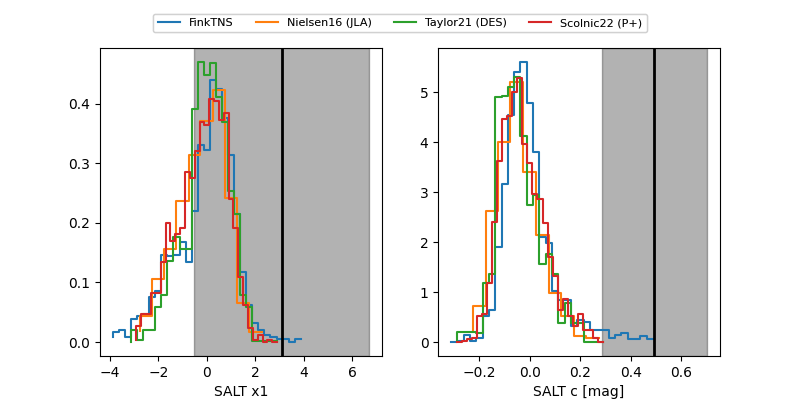 FinkTNS Nielsen16 (JLA) Taylor21 (DES) Scolnic22 (P+)
0.4
0.3
0.2
0.1
0.0
−4 −2 0 2 4 6
SALT x1
5
4
3
2
1
0
−0.2 0.0 0.2 0.4 0.6
SALT c [mag]